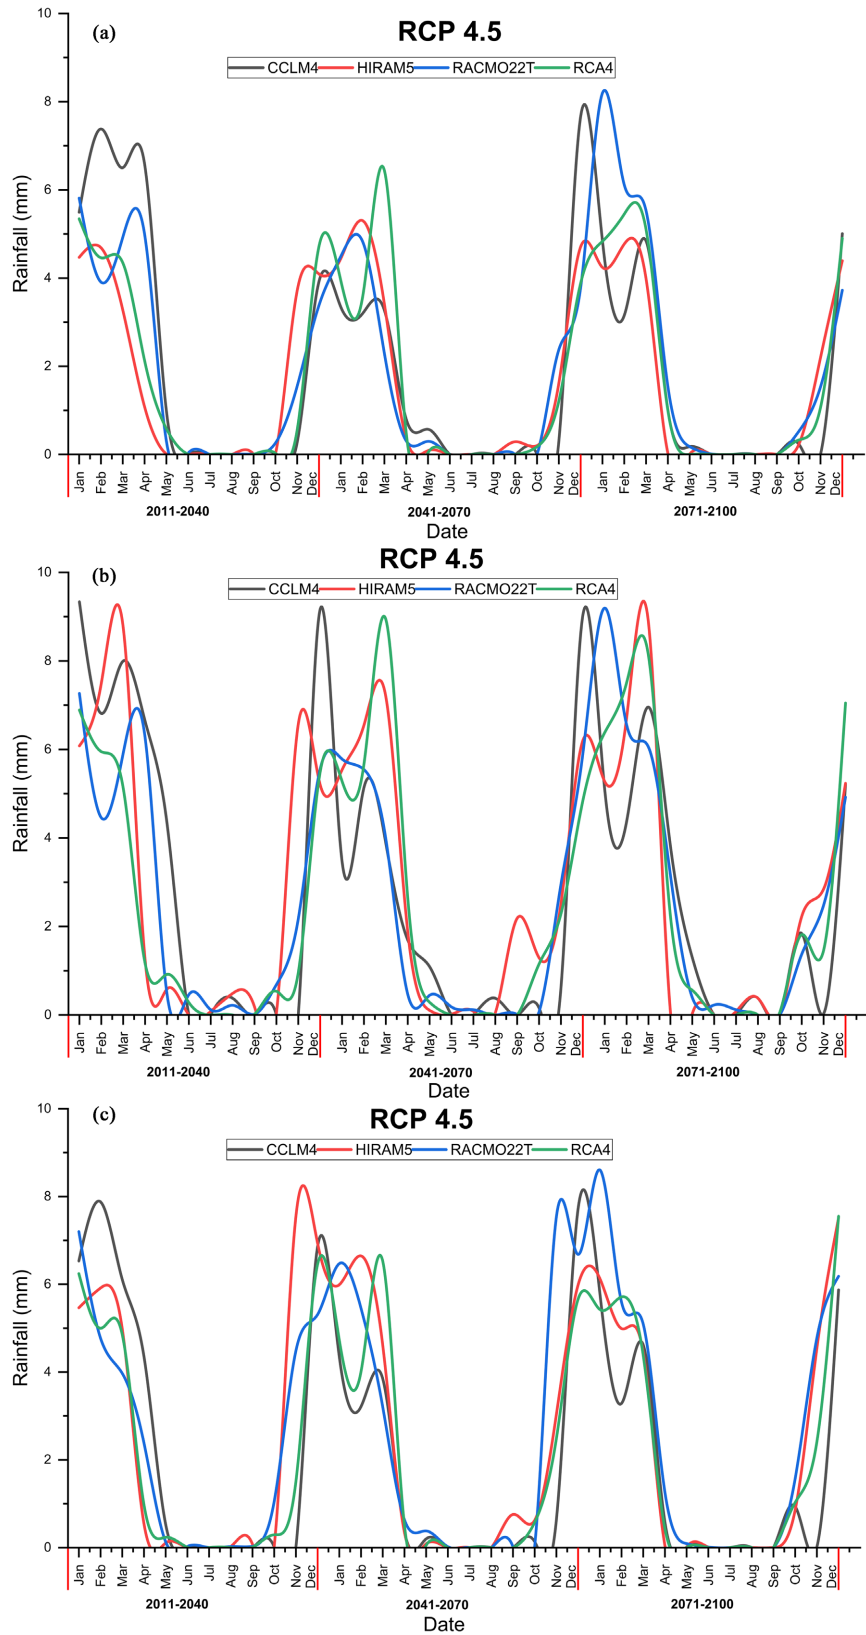 (a) RCP 4.5
CCLM4 HIRAM5 RACMO22T RCA4
Rainfall (mm)
10
8
6
4
2
0
Jan Feb Mar Apr May Jun Jul Aug Sep Oct Nov Dec Jan Feb Mar Apr May Jun Jul Aug Sep Oct Nov Dec Jan Feb Mar Apr May Jun Jul Aug Sep Oct Nov Dec
2011-2040 2041-2070 2071-2100
Date
(b) RCP 4.5
CCLM4 HIRAM5 RACMO22T RCA4
Rainfall (mm)
10
8
6
4
2
0
Jan Feb Mar Apr May Jun Jul Aug Sep Oct Nov Dec Jan Feb Mar Apr May Jun Jul Aug Sep Oct Nov Dec Jan Feb Mar Apr May Jun Jul Aug Sep Oct Nov Dec
2011-2040 2041-2070 2071-2100
Date
(c) RCP 4.5
CCLM4 HIRAM5 RACMO22T RCA4
Rainfall (mm)
10
8
6
4
2
0
Jan Feb Mar Apr May Jun Jul Aug Sep Oct Nov Dec Jan Feb Mar Apr May Jun Jul Aug Sep Oct Nov Dec Jan Feb Mar Apr May Jun Jul Aug Sep Oct Nov Dec
2011-2040 2041-2070 2071-2100
Date